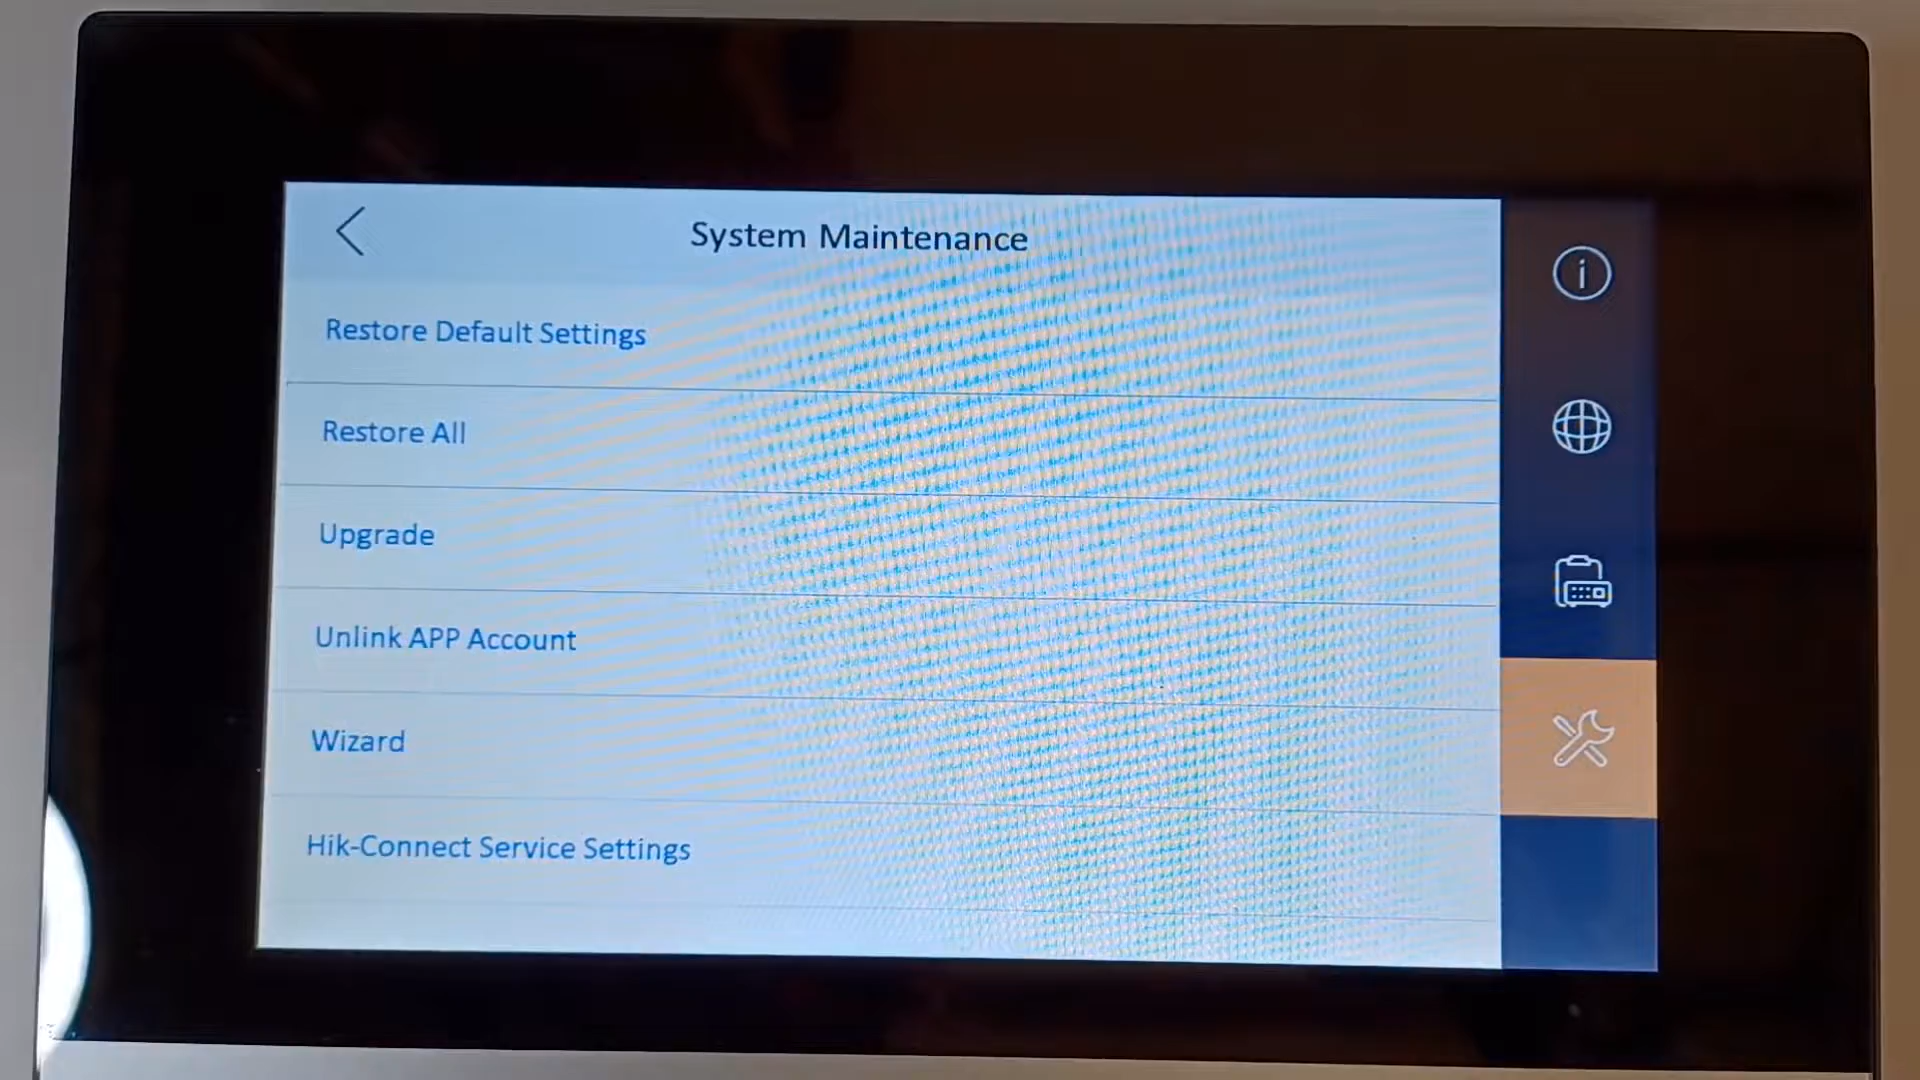 System Maintenance
Restore Default Settings
Restore All
Upgrade
Unlink APP Account
Wizard
Hik-Connect Service Settings